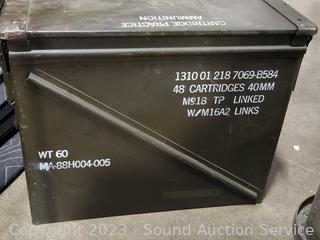 CARTRIDGE PRACTICE
AMMUNITION
1310 01 218 7069-B584
48 CARTRIDGES 40MM
M918 TP LINKED
W/M16A2 LINKS
WT 60
MA-88H004-005
Copyright 2023 - Sound Auction Service